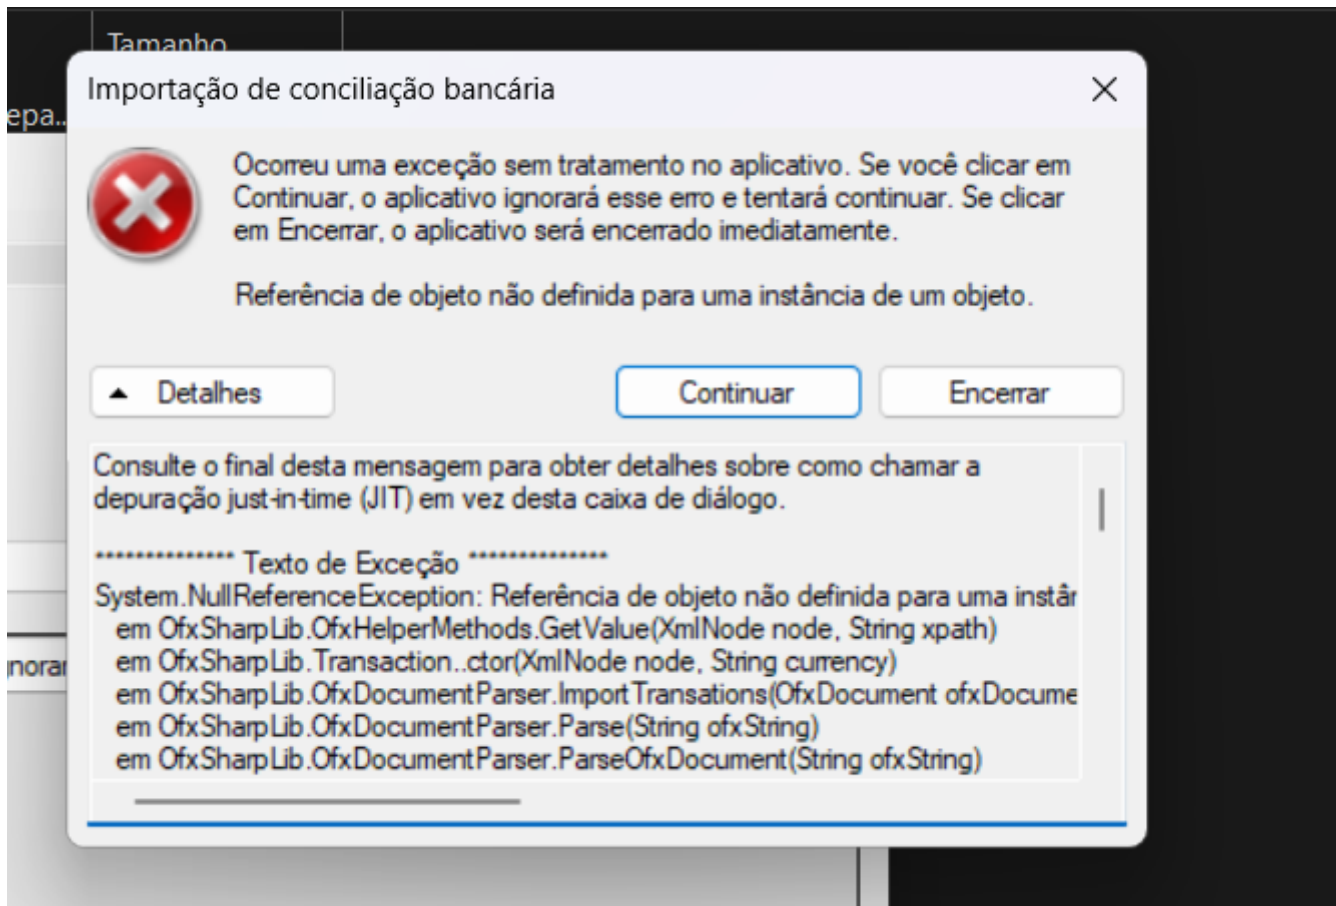 Tamanho
epa..
Importação de conciliação bancária
Ocorreu uma exceção sem tratamento no aplicativo. Se você clicar em
Continuar, o aplicativo ignorará esse erro e tentará continuar. Se clicar
em Encerrar, o aplicativo será encerrado imediatamente.
Referência de objeto não definida para uma instância de um objeto.
Detalhes
Continuar
Encerrar
Consulte o final desta mensagem para obter detalhes sobre como chamar a
depuração just-in-time (JIT) em vez desta caixa de diálogo.
************** Texto de Exceção **************
System.NullReferenceException: Referência de objeto não definida para uma instân
em OfxSharpLib.OfxHelperMethods.GetValue(XmlNode node, String xpath)
em OfxSharpLib.Transaction..ctor(XmlNode node, String currency)
em OfxSharpLib.OfxDocumentParser.ImportTransations(OfxDocument ofxDocume
em OfxSharpLib.OfxDocumentParser.Parse(String ofxString)
em OfxSharpLib.OfxDocumentParser.ParseOfxDocument(String ofxString)
norar